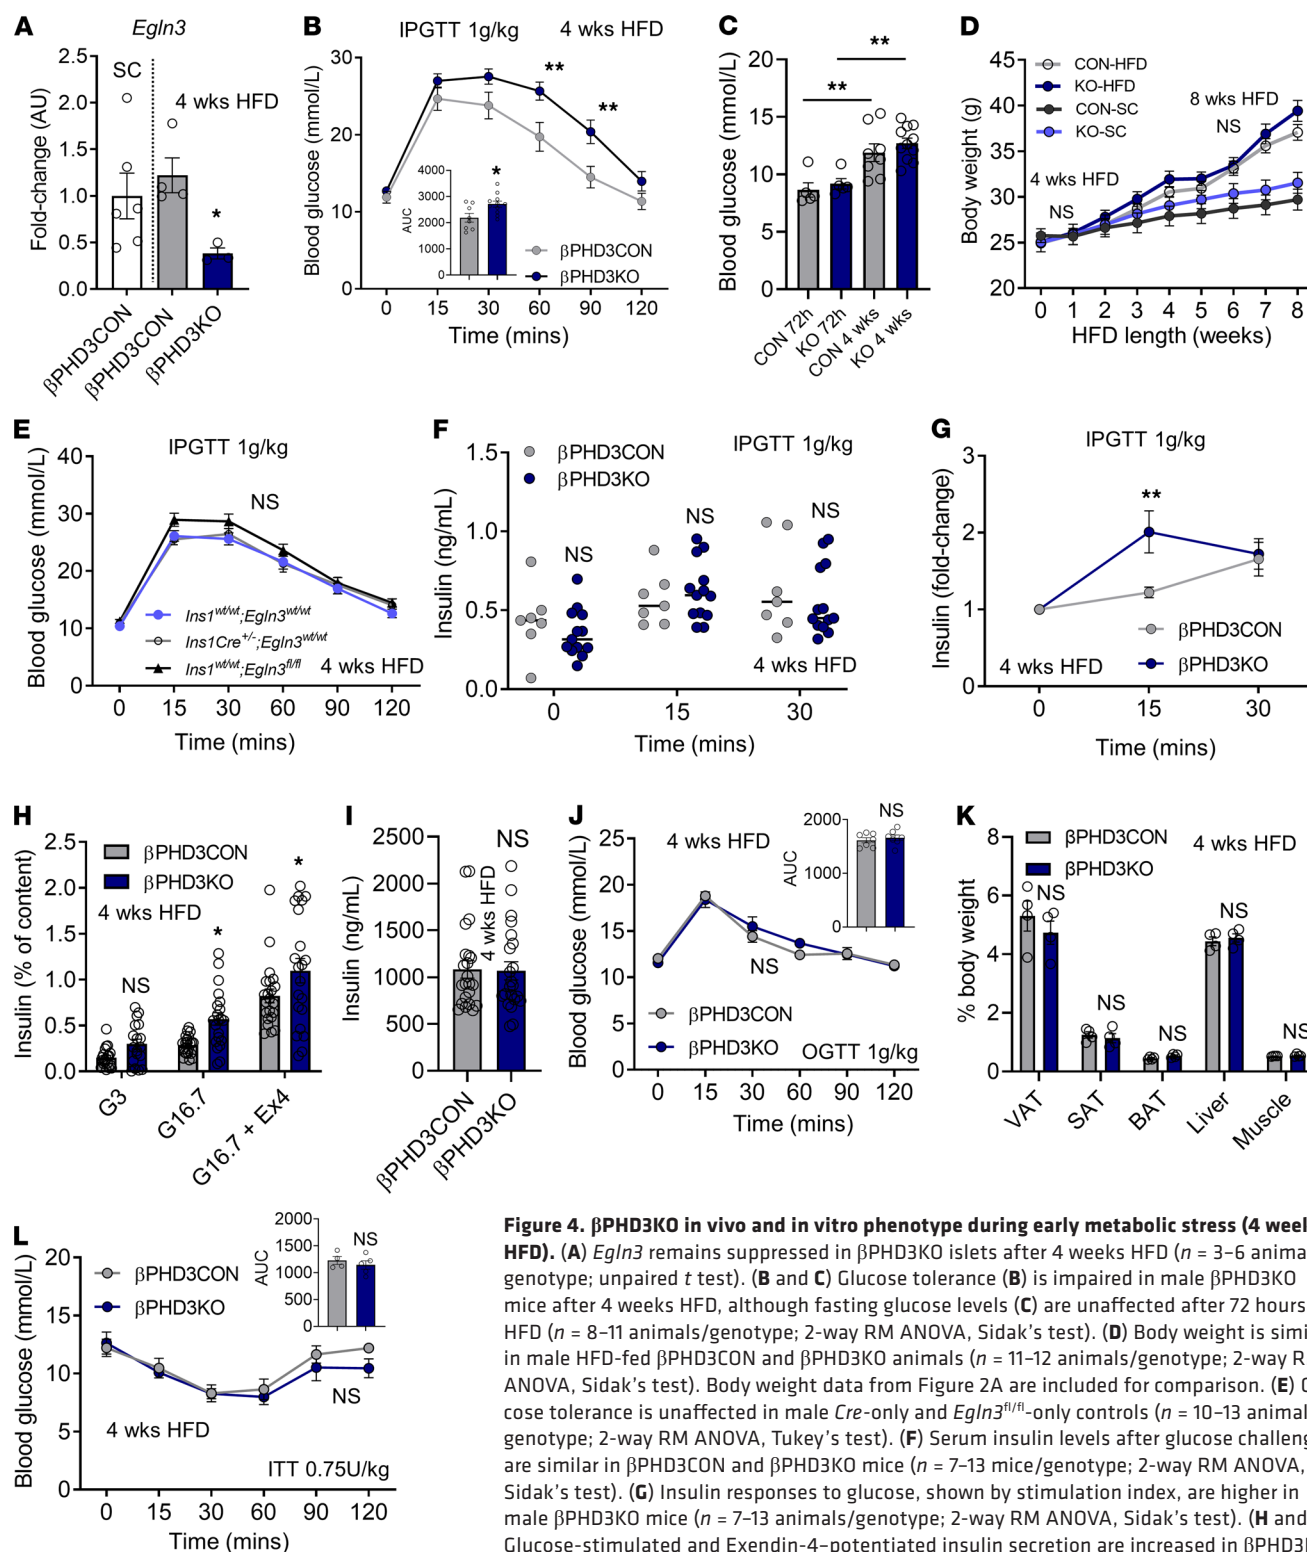 A
Egln3
SC
4 wks HFD
*
Fold-change (AU)
2.5
2.0
1.5
1.0
0.5
0.0
βPHD3CON
βPHD3CON
βPHD3KO
B
IPGTT 1g/kg
4 wks HFD
**
**
Blood glucose (mmol/L)
30
20
10
0
AUC
4000
3000
2000
1000
0
*
βPHD3CON
βPHD3KO
0 15 30 60 90 120
Time (mins)
C
**
**
Blood glucose (mmol/L)
20
15
10
5
0
CON 72h
KO 72h
CON 4 wks
KO 4 wks
D
Body weight (g)
45
40
35
30
25
20
CON-HFD
KO-HFD
CON-SC
KO-SC
8 wks HFD
NS
4 wks HFD
NS
0 1 2 3 4 5 6 7 8
HFD length (weeks)
E
IPGTT 1g/kg
NS
Blood glucose (mmol/L)
40
30
20
10
0
Ins1wt/wt;Egln3wt/wt
Ins1Cre+/-;Egln3wt/wt
Ins1wt/wt;Egln3fl/fl
4 wks HFD
0 15 30 60 90 120
Time (mins)
F
βPHD3CON
βPHD3KO
IPGTT 1g/kg
Insulin (ng/mL)
1.5
1.0
0.5
0.0
NS
NS
NS
4 wks HFD
0 15 30
Time (mins)
G
IPGTT 1g/kg
**
Insulin (fold-change)
3
2
1
0
βPHD3CON
βPHD3KO
4 wks HFD
0 15 30
Time (mins)
H
βPHD3CON
βPHD3KO
4 wks HFD
Insulin (% of content)
2.5
2.0
1.5
1.0
0.5
0.0
NS
*
*
G3
G16.7
G16.7 + Ex4
I
Insulin (ng/mL)
2500
2000
1500
1000
500
0
NS
4 wks HFD
βPHD3CON
βPHD3KO
J
4 wks HFD
Blood glucose (mmol/L)
25
20
15
10
5
0
AUC
2000
1000
0
NS
NS
βPHD3CON
βPHD3KO
OGTT 1g/kg
0 15 30 60 90 120
Time (mins)
K
βPHD3CON
βPHD3KO
4 wks HFD
% body weight
8
6
4
2
0
NS
NS
NS
NS
NS
VAT
SAT
BAT
Liver
Muscle
L
βPHD3CON
βPHD3KO
Blood glucose (mmol/L)
20
15
10
5
0
AUC
2000
1500
1000
500
0
NS
NS
4 wks HFD
ITT 0.75U/kg
0 15 30 60 90 120
Time (mins)
Figure 4. βPHD3KO in vivo and in vitro phenotype during early metabolic stress (4 week
HFD). (A) Egln3 remains suppressed in βPHD3KO islets after 4 weeks HFD (n = 3–6 anima
genotype; unpaired t test). (B and C) Glucose tolerance (B) is impaired in male βPHD3KO
mice after 4 weeks HFD, although fasting glucose levels (C) are unaffected after 72 hours
HFD (n = 8–11 animals/genotype; 2-way RM ANOVA, Sidak's test). (D) Body weight is simi
in male HFD-fed βPHD3CON and βPHD3KO animals (n = 11–12 animals/genotype; 2-way R
ANOVA, Sidak's test). Body weight data from Figure 2A are included for comparison. (E) G
cose tolerance is unaffected in male Cre-only and Egln3fl/fl-only controls (n = 10–13 animal
genotype; 2-way RM ANOVA, Tukey's test). (F) Serum insulin levels after glucose challeng
are similar in βPHD3CON and βPHD3KO mice (n = 7–13 mice/genotype; 2-way RM ANOVA,
Sidak's test). (G) Insulin responses to glucose, shown by stimulation index, are higher in
male βPHD3KO mice (n = 7–13 animals/genotype; 2-way RM ANOVA, Sidak's test). (H and
Glucose-stimulated and Exendin-4–potentiated insulin secretion are increased in βPHD3